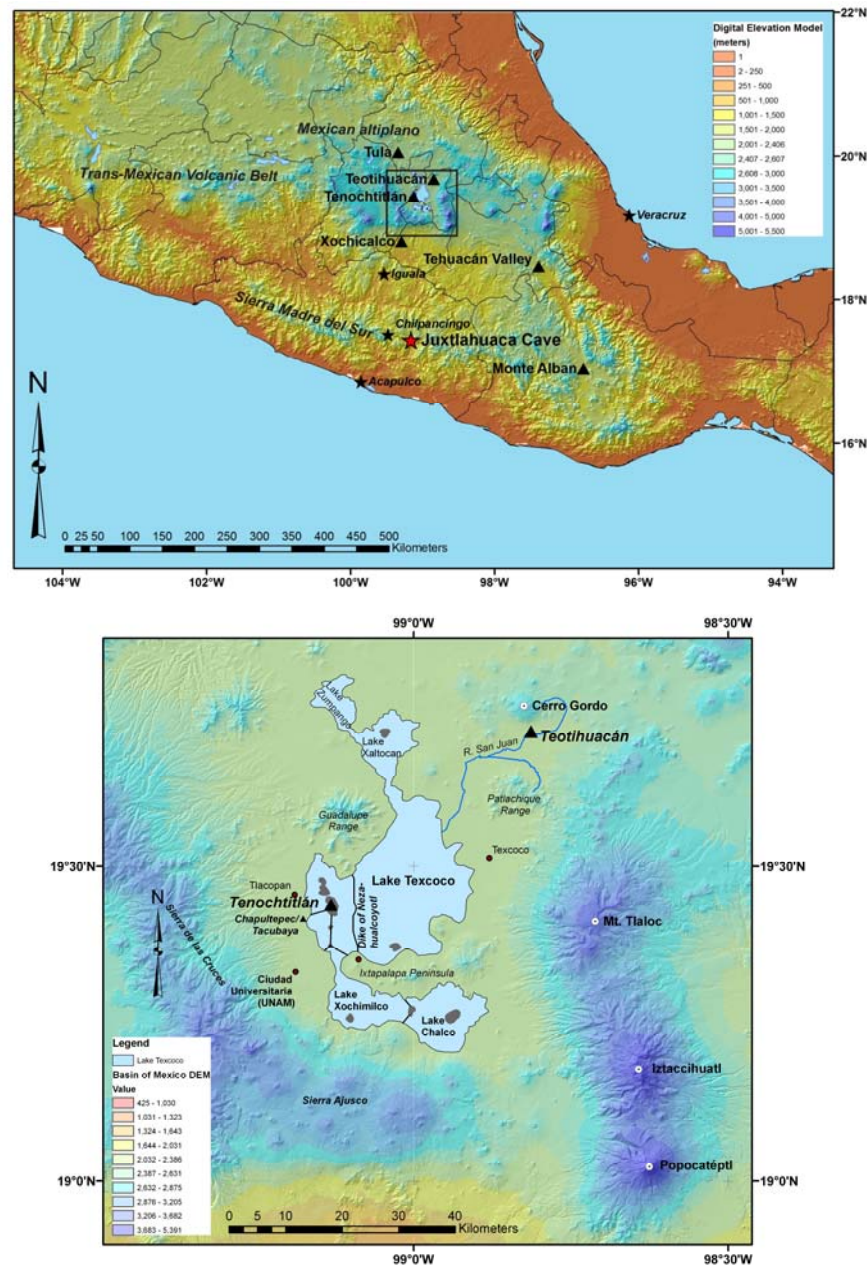 22°N
Digital Elevation Model
(meters)
1
2 - 250
251 - 500
501 - 1,000
1,001 - 1,500
1,501 - 2,000
2,001 - 2,406
2,407 - 2,607
2,608 - 3,000
3,001 - 3,500
3,501 - 4,000
4,001 - 5,000
5,001 - 5,500
Mexican altiplano
Tula
20°N
Trans-Mexican Volcanic Belt
Teotihuacán
Tenochtitlán
Veracruz
Xochicalco
Tehuacán Valley
Iguala
18°N
Sierra Madre del Sur
Chilpancingo
Juxtlahuaca Cave
Monte Alban
N
Acapulco
16°N
0 25 50 100 150 200 250 300 350 400 450 500
Kilometers
104°W 102°W 100°W 98°W 96°W 94°W
99°0'W 98°30'W
Lake Zumpango
Cerro Gordo
Lake
Xaltocan
Teotihuacán
R. San Juan
Patlachique
Range
Guadalupe
Range
Texcoco
19°30'N 19°30'N
Lake Texcoco
Tlacopan
Tenochtitlán
Dike of Neza-
hualcoyotl
Chapultepec/
Tacubaya
Mt. Tlaloc
N
Sierra de las Cruces
Ixtapalapa Peninsula
Ciudad
Universitaria
(UNAM)
Lake
Xochimilco
Lake
Chalco
Legend
Lake Texcoco
Basin of Mexico DEM
Value
425 - 1,030
1,031 - 1,323
1,324 - 1,643
1,644 - 2,031
2,032 - 2,386
2,387 - 2,631
2,632 - 2,875
2,876 - 3,205
3,206 - 3,682
3,683 - 5,391
Iztaccihuatl
Sierra Ajusco
Popocatéptl
19°0'N 19°0'N
0 5 10 20 30 40
Kilometers
99°0'W 98°30'W